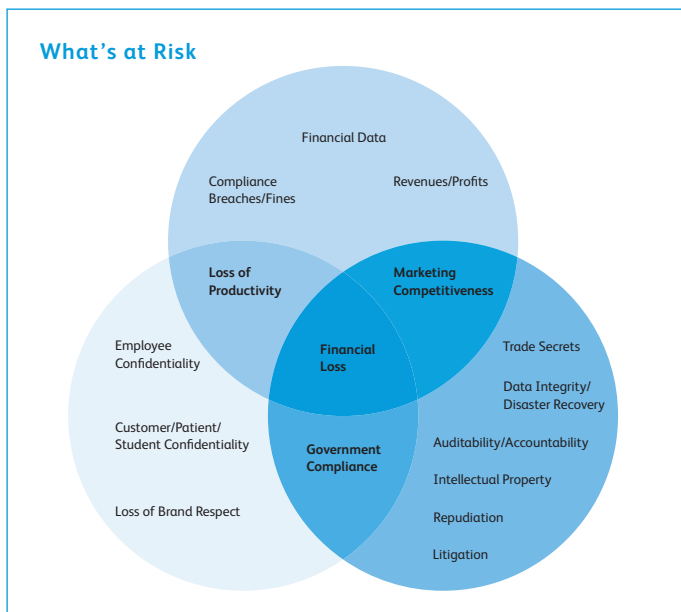 What's at Risk
Financial Data
Compliance
Breaches/Fines
Revenues/Profits
Loss of
Productivity
Marketing
Competitiveness
Employee
Confidentiality
Financial
Loss
Trade Secrets
Data Integrity/
Disaster Recovery
Customer/Patient/
Student Confidentiality
Government
Compliance
Auditability/Accountability
Intellectual Property
Loss of Brand Respect
Repudiation
Litigation